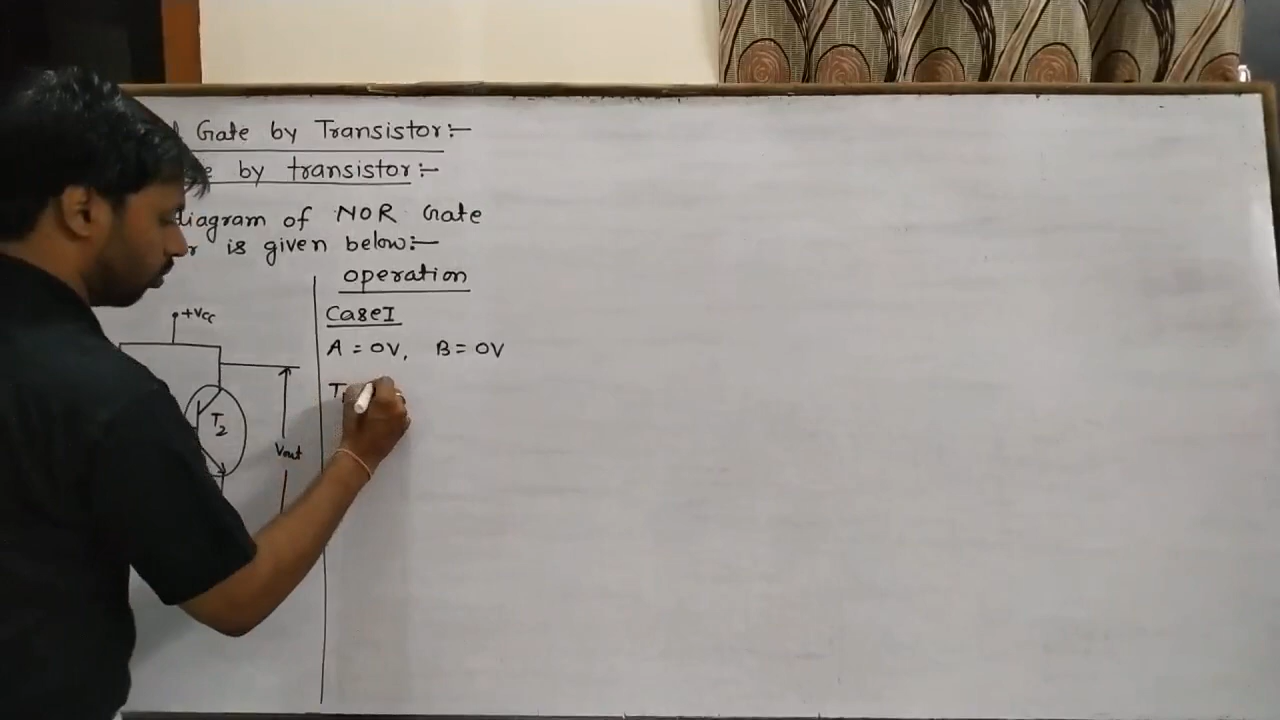 Gate by Transistor:-
by transistor:-
diagram of NOR Gate
is given below:-
operation
+Vcc
Case I
A = 0V, B = 0V
T
T2
Vout